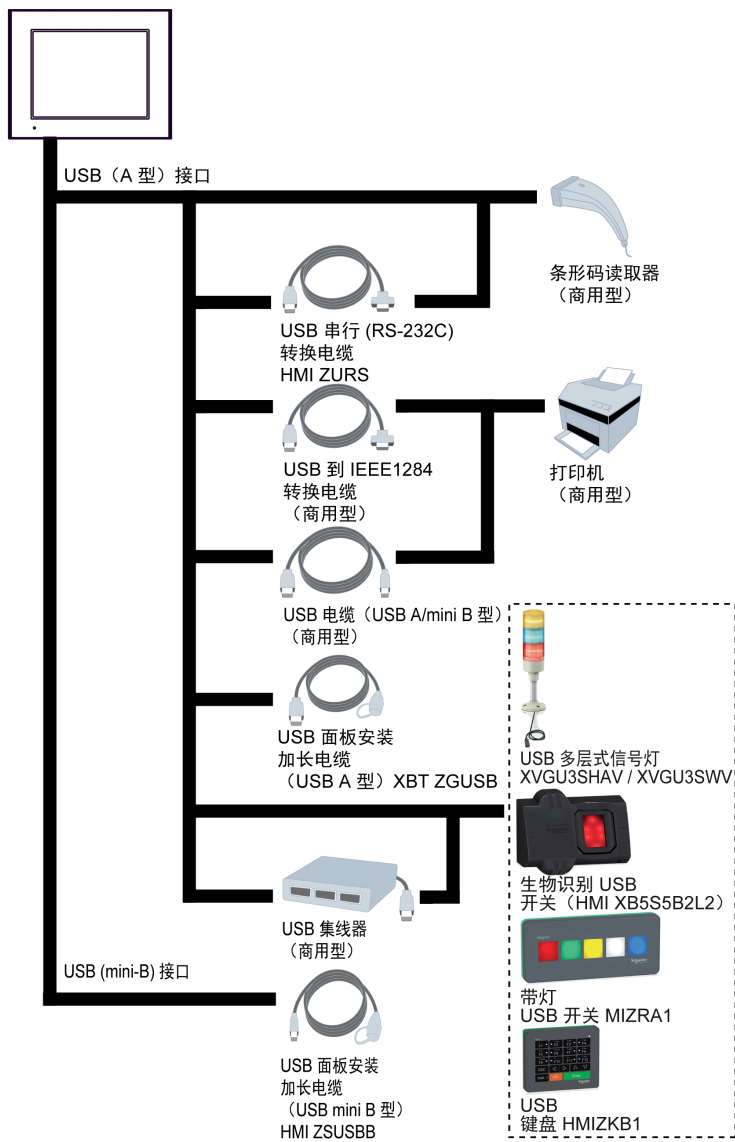 USB（A 型）接口
条形码读取器
（商用型）
USB 串行 (RS-232C)
转换电缆
HMI ZURS
USB 到 IEEE1284
转换电缆
（商用型）
打印机
（商用型）
USB 电缆（USB A/mini B 型）
（商用型）
USB 面板安装
加长电缆
（USB A 型）XBT ZGUSB
USB 多层式信号灯
XVGU3SHAV / XVGU3SWV
生物识别 USB
开关（HMI XB5S5B2L2）
USB 集线器
（商用型）
带灯
USB 开关 MIZRA1
USB (mini-B) 接口
USB 面板安装
加长电缆
（USB mini B 型）
HMI ZSUSBB
USB
键盘 HMIZKB1